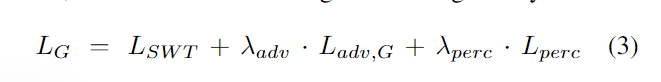 L_G = L_{SWT} + λ_{adv} · L_{adv,G} + λ_{perc} · L_{perc} (3)